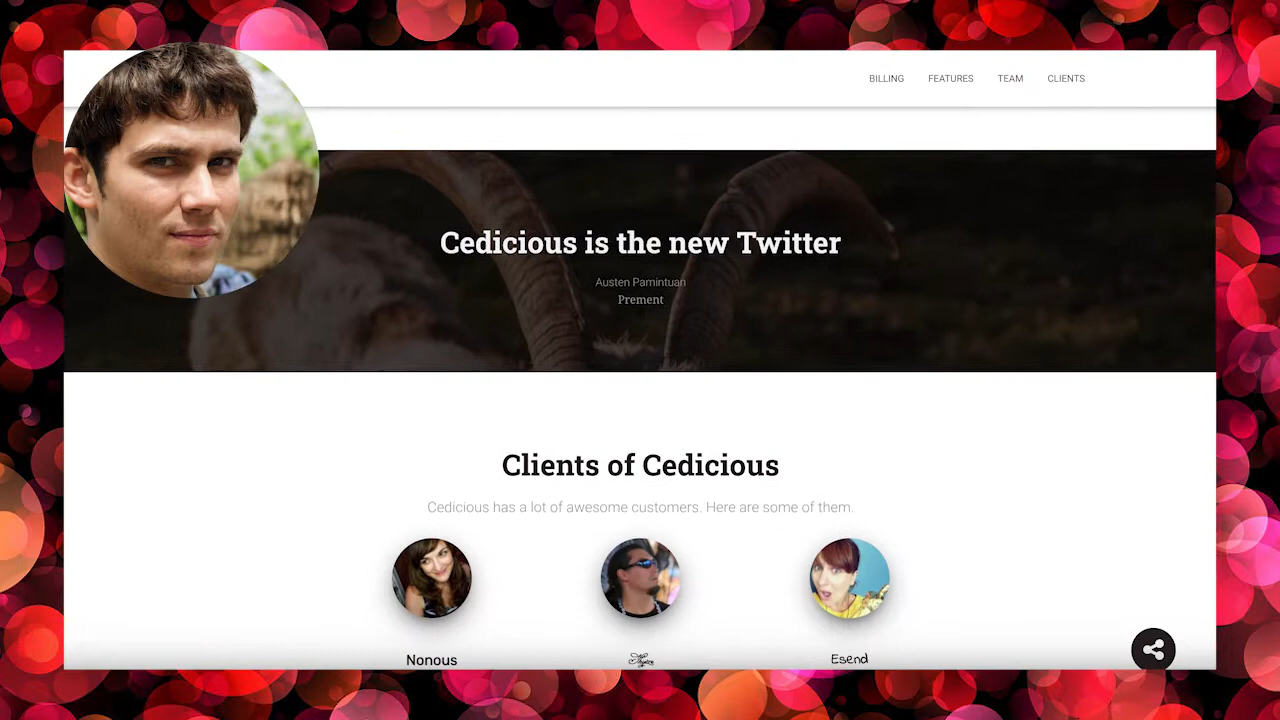 BILLING FEATURES TEAM CLIENTS
Cedicious is the new Twitter
Austen Pamintuan
Prement
Clients of Cedicious
Cedicious has a lot of awesome customers. Here are some of them.
Nonous
Esend